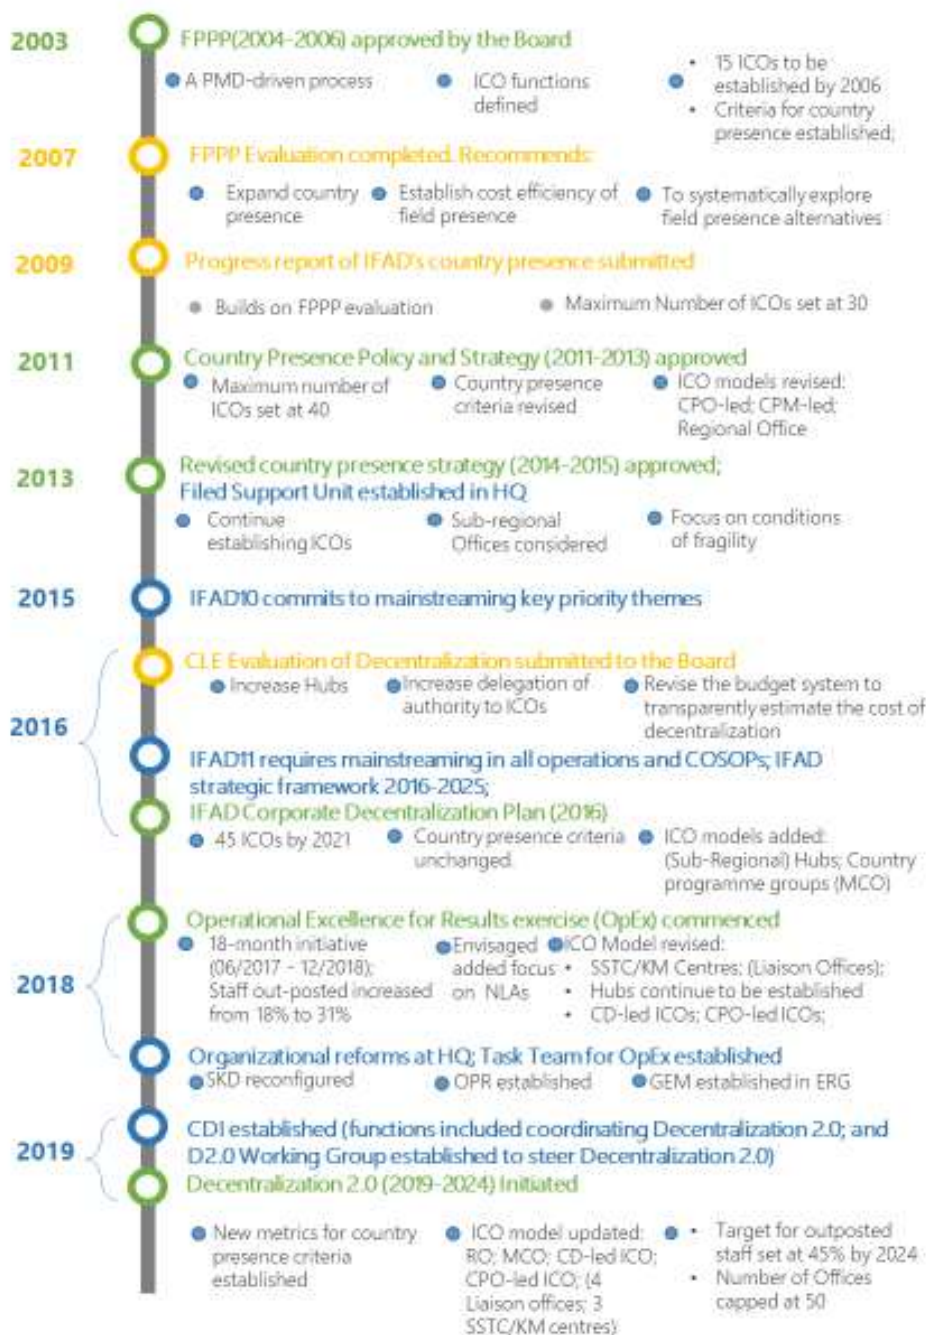 2003
FPPP(2004-2006) approved by the Board
A PMD-driven process
ICO functions
defined
• 15 ICOs to be
established by 2006
• Criteria for country
presence established;
2007
FPPP Evaluation completed. Recommends:
Expand country
presence
Establish cost efficiency of
field presence
To systematically explore
field presence alternatives
2009
Progress report of IFAD's country presence submitted
Builds on FPPP evaluation
Maximum Number of ICOs set at 30
2011
Country Presence Policy and Strategy (2011-2013) approved
Maximum number of
ICOs set at 40
Country presence
criteria revised
ICO models revised:
CPO-led; CPM-led;
Regional Office
2013
Revised country presence strategy (2014-2015) approved;
Filed Support Unit established in HQ
Continue
establishing ICOs
Sub-regional
Offices considered
Focus on conditions
of fragility
2015
IFAD10 commits to mainstreaming key priority themes
2016
CLE Evaluation of Decentralization submitted to the Board
Increase Hubs
Increase delegation of
authority to ICOs
Revise the budget system to
transparently estimate the cost of
decentralization
IFAD11 requires mainstreaming in all operations and COSOPs; IFAD
strategic framework 2016-2025;
IFAD Corporate Decentralization Plan (2016)
45 ICOs by 2021
Country presence criteria
unchanged
ICO models added:
(Sub-Regional) Hubs; Country
programme groups (MCO)
2018
Operational Excellence for Results exercise (OpEx) commenced
18-month initiative
(06/2017 - 12/2018);
Staff out-posted increased
from 18% to 31%
Envisaged
added focus
on NLAs
ICO Model revised:
• SSTC/KM Centres; (Liaison Offices);
• Hubs continue to be established
• CD-led ICOs; CPO-led ICOs;
Organizational reforms at HQ; Task Team for OpEx established
SKD reconfigured
OPR established
GEM established in ERG
2019
CDI established (functions included coordinating Decentralization 2.0; and
D2.0 Working Group established to steer Decentralization 2.0)
Decentralization 2.0 (2019-2024) Initiated
New metrics for country
presence criteria
established
ICO model updated:
RO; MCO; CD-led ICO;
CPO-led ICO; (4
Liaison offices; 3
SSTC/KM centres)
• Target for outposted
staff set at 45% by 2024
• Number of Offices
capped at 50